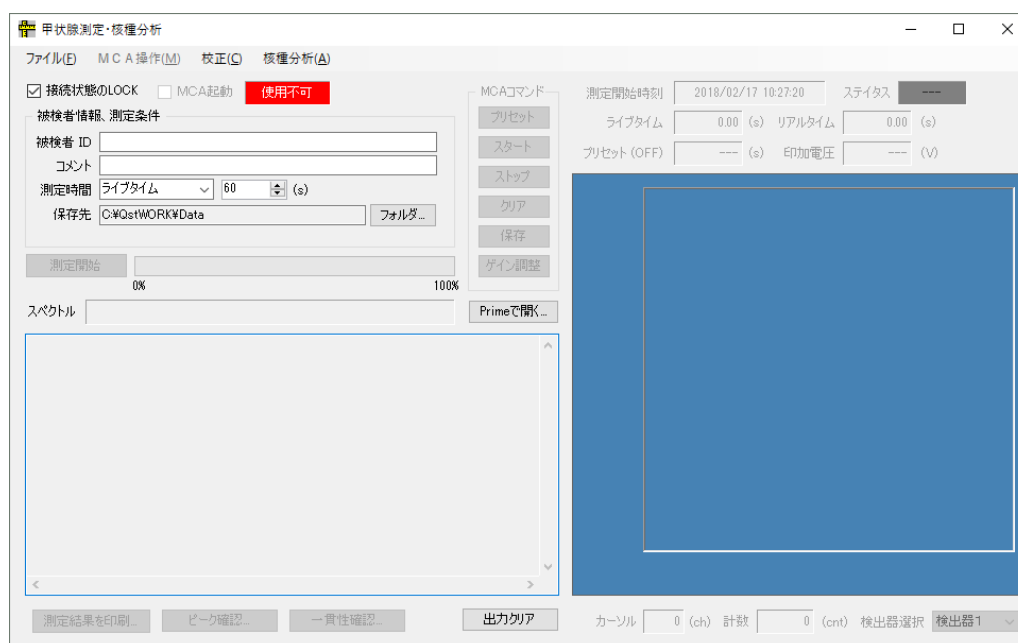 甲状腺測定・核種分析
ファイル(F) MCA操作(M) 校正(C) 核種分析(A)
接続状態のLOCK MCA起動 使用不可
被検者情報、測定条件
被検者 ID
コメント
測定時間 ライブタイム 60 (s)
保存先 C:¥QstWORK¥Data フォルダ...
測定開始
0% 100%
スペクトル
MCAコマンド
プリセット
スタート
ストップ
クリア
保存
ゲイン調整
Primeで開く...
測定開始時刻 2018/02/17 10:27:20 ステイタス ---
ライブタイム 0.00 (s) リアルタイム 0.00 (s)
プリセット(OFF) --- (s) 印加電圧 --- (V)
測定結果を印刷... ピーク確認... 一貫性確認... 出力クリア
カーソル 0 (ch) 計数 0 (cnt) 検出器選択 検出器1